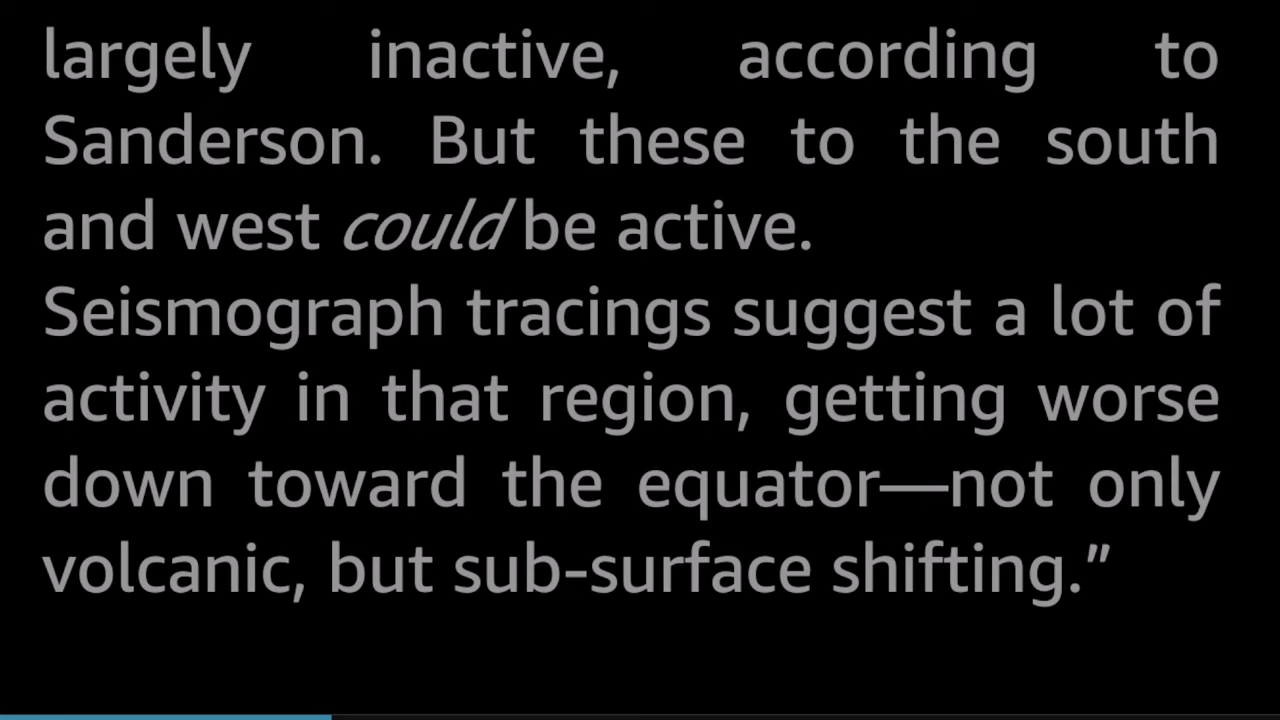 largely inactive, according to
Sanderson. But these to the south
and west could be active.
Seismograph tracings suggest a lot of
activity in that region, getting worse
down toward the equator—not only
volcanic, but sub-surface shifting.”